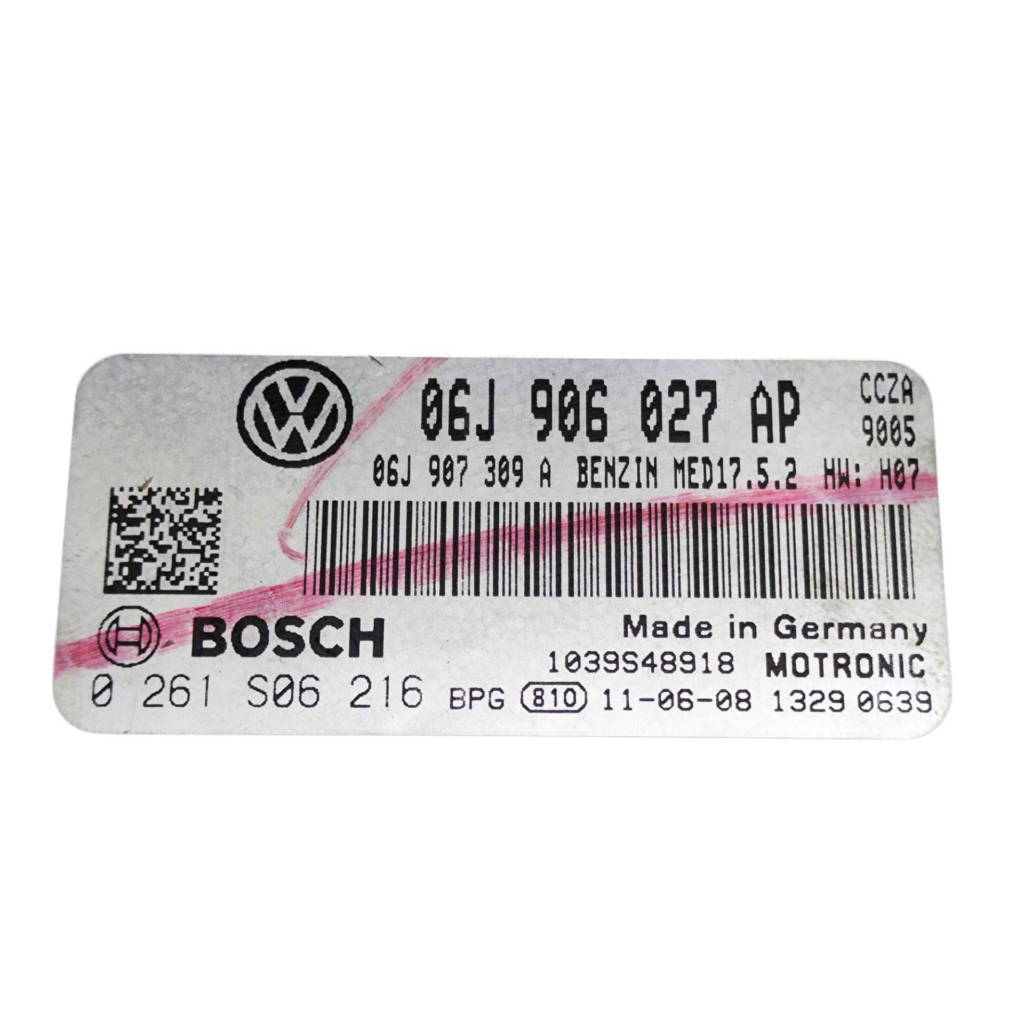 06J 906 027 AP CCZA
9005
06J 907 309 A BENZIN MED17.5.2 HW: H07
BOSCH
Made in Germany
1039S48918 MOTRONIC
0 261 S06 216 BPG 810 11-06-08 1329 0639